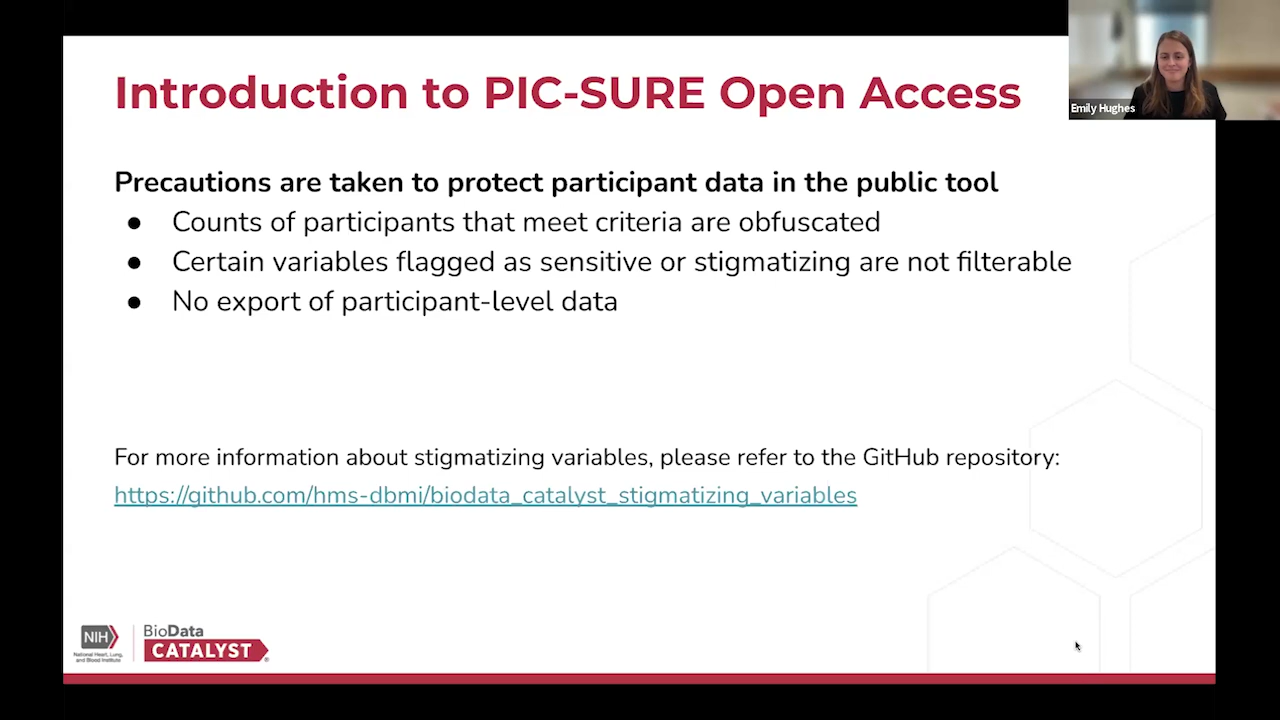 Introduction to PIC-SURE Open Access
Emily Hughes
Precautions are taken to protect participant data in the public tool
● Counts of participants that meet criteria are obfuscated
● Certain variables flagged as sensitive or stigmatizing are not filterable
● No export of participant-level data
For more information about stigmatizing variables, please refer to the GitHub repository:
https://github.com/hms-dbmi/biodata_catalyst_stigmatizing_variables
NIH
National Heart, Lung,
and Blood Institute
BioData
CATALYST®